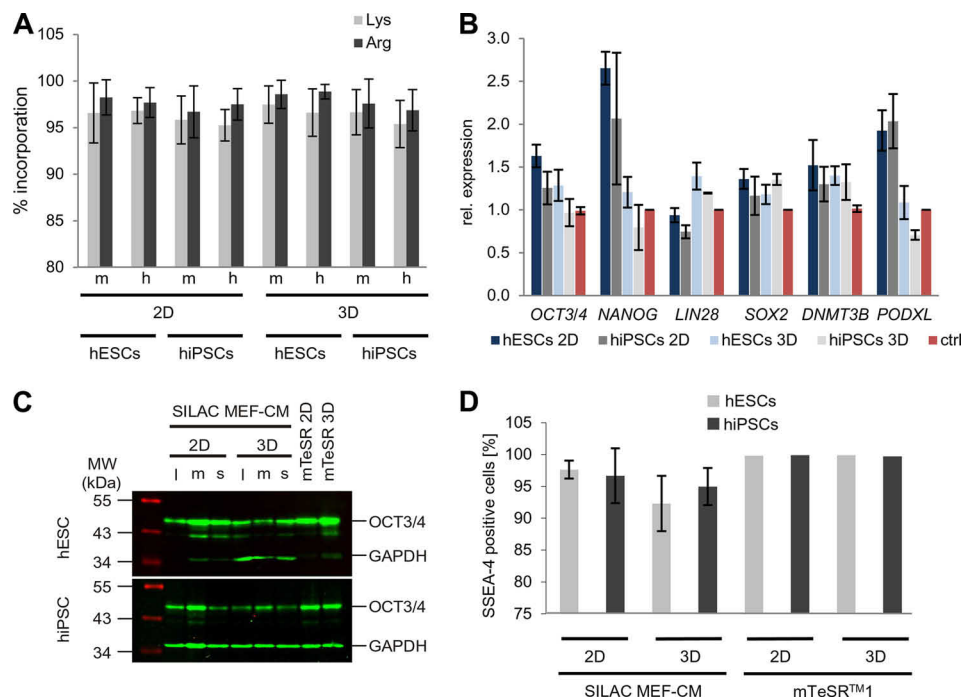 A
Lys
Arg
% incorporation
100
95
90
85
80
m h m h m h m h
2D 3D
hESCs hiPSCs hESCs hiPSCs
B
rel. expression
3.0
2.5
2.0
1.5
1.0
0.5
0.0
OCT3/4 NANOG LIN28 SOX2 DNMT3B PODXL
hESCs 2D hiPSCs 2D hESCs 3D hiPSCs 3D ctrl
C
SILAC MEF-CM
mTeSR 2D
mTeSR 3D
2D 3D
l m s l m s
MW
(kDa)
hESC
55
43
34
OCT3/4
GAPDH
hiPSC
55
43
34
OCT3/4
GAPDH
D
hESCs
hiPSCs
SSEA-4 positive cells [%]
105
100
95
90
85
80
75
2D 3D 2D 3D
SILAC MEF-CM mTeSR™1